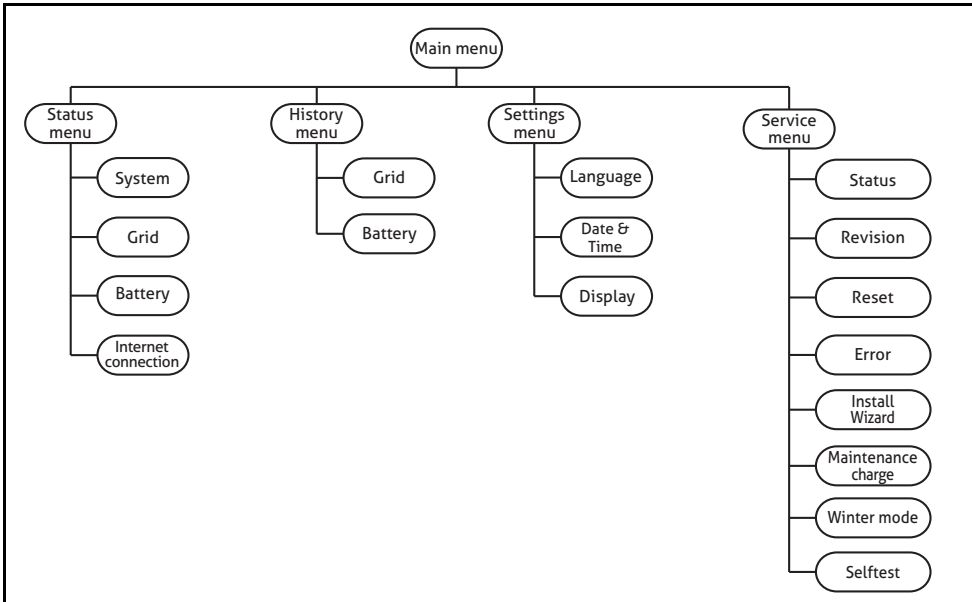 Main menu
Status
menu
System
Grid
Battery
Internet
connection
History
menu
Grid
Battery
Settings
menu
Language
Date &
Time
Display
Service
menu
Status
Revision
Reset
Error
Install
Wizard
Maintenance
charge
Winter mode
Selftest